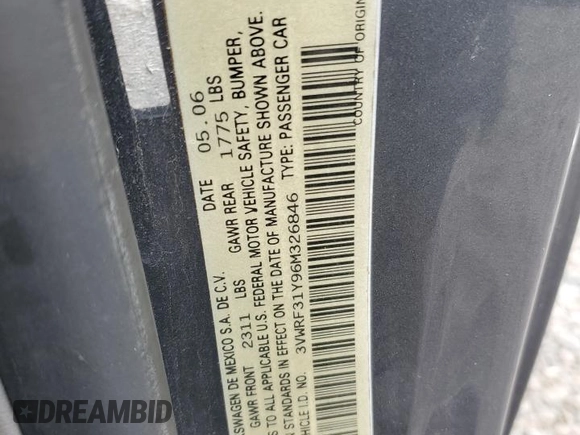 KSWAGEN DE MEXICO S.A. DE C.V. DATE 05.06
GAWR FRONT 2311 LBS GAWR REAR 1775 LBS
S TO ALL APPLICABLE U.S. FEDERAL MOTOR VEHICLE SAFETY, BUMPER,
N STANDARDS IN EFFECT ON THE DATE OF MANUFACTURE SHOWN ABOVE.
EHICLE I.D. NO. 3VWRF31Y96M326846 TYPE: PASSENGER CAR
COUNTRY OF ORIGIN
DREAMBID